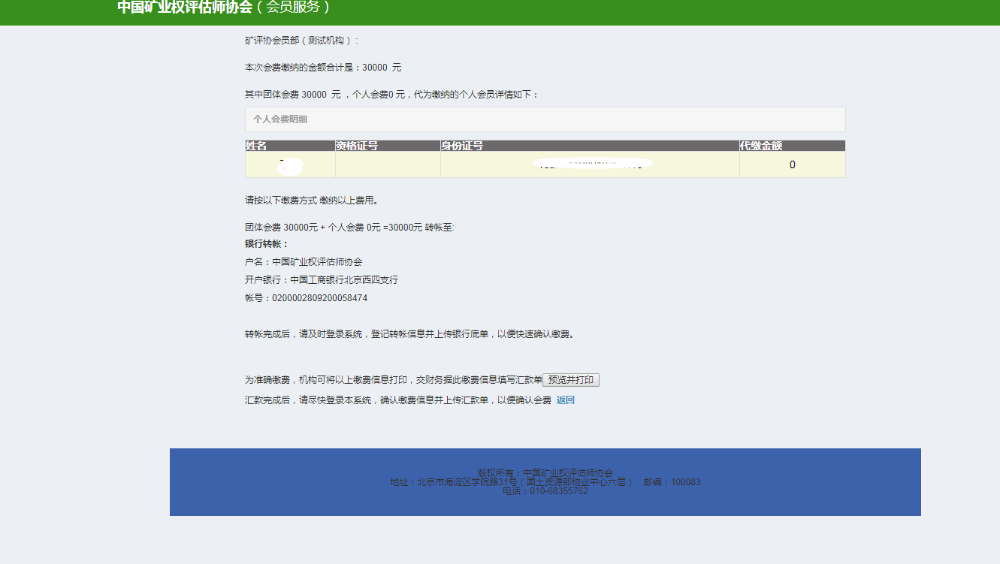 中国矿业权评估师协会（会员服务）
矿评协会员部（测试机构）：
本次会费缴纳的金额合计是：30000 元
其中团体会费 30000 元 ，个人会费0 元，代为缴纳的个人会员详情如下：
个人会费明细
姓名 资格证号 身份证号 代缴金额
0
请按以下缴费方式 缴纳以上费用。
团体会费 30000元 + 个人会费 0元 =30000元 转帐至:
银行转帐：
户名：中国矿业权评估师协会
开户银行：中国工商银行北京西四支行
帐号：0200002809200058474
转帐完成后，请及时登录系统，登记转帐信息并上传银行底单，以便快速确认缴费。
为准确缴费，机构可将以上缴费信息打印，交财务据此缴费信息填写汇款单 预览并打印
汇款完成后，请尽快登录本系统，确认缴费信息并上传汇款单，以便确认会费 返回
版权所有：中国矿业权评估师协会
地址：北京市海淀区学院路31号（国土资源部物业中心六层） 邮编：100083
电话：010-68355762